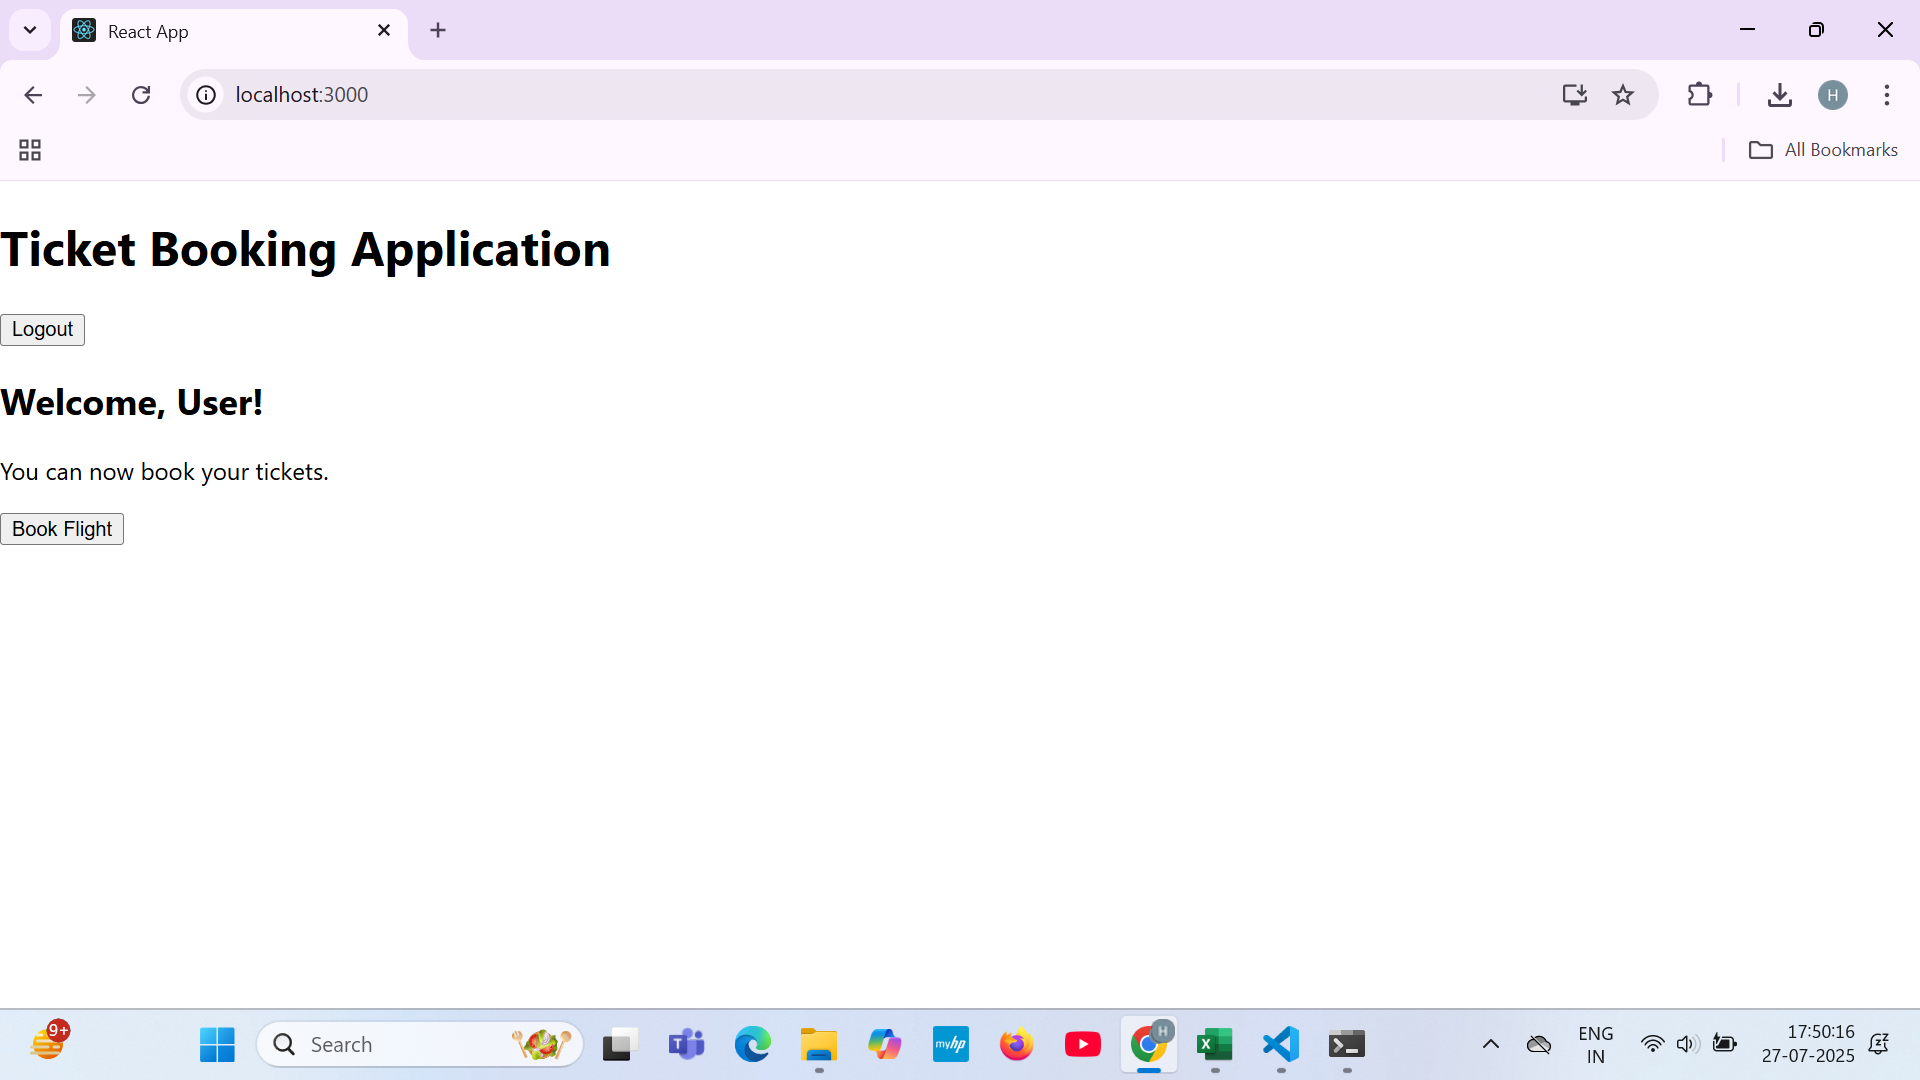 React App
localhost:3000
H
All Bookmarks
Ticket Booking Application
Logout
Welcome, User!
You can now book your tickets.
Book Flight
9+
Search
T
myhp
H
X
ENG
IN
17:50:16
27-07-2025